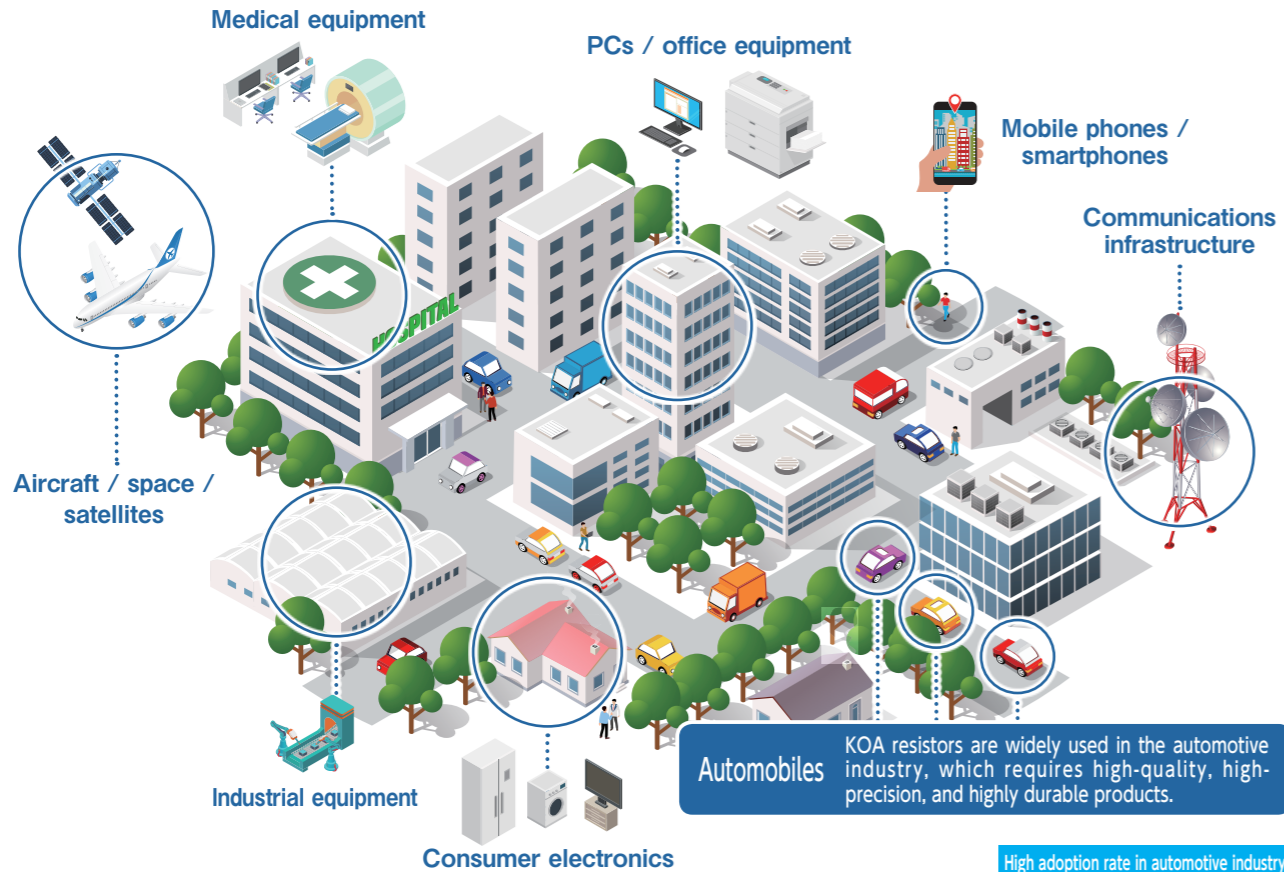 Medical equipment
PCs / office equipment
Mobile phones /
smartphones
Communications
infrastructure
HOSPITAL
Aircraft / space /
satellites
Industrial equipment
Consumer electronics
Automobiles
KOA resistors are widely used in the automotive
industry, which requires high-quality, high-
precision, and highly durable products.
High adoption rate in automotive industry